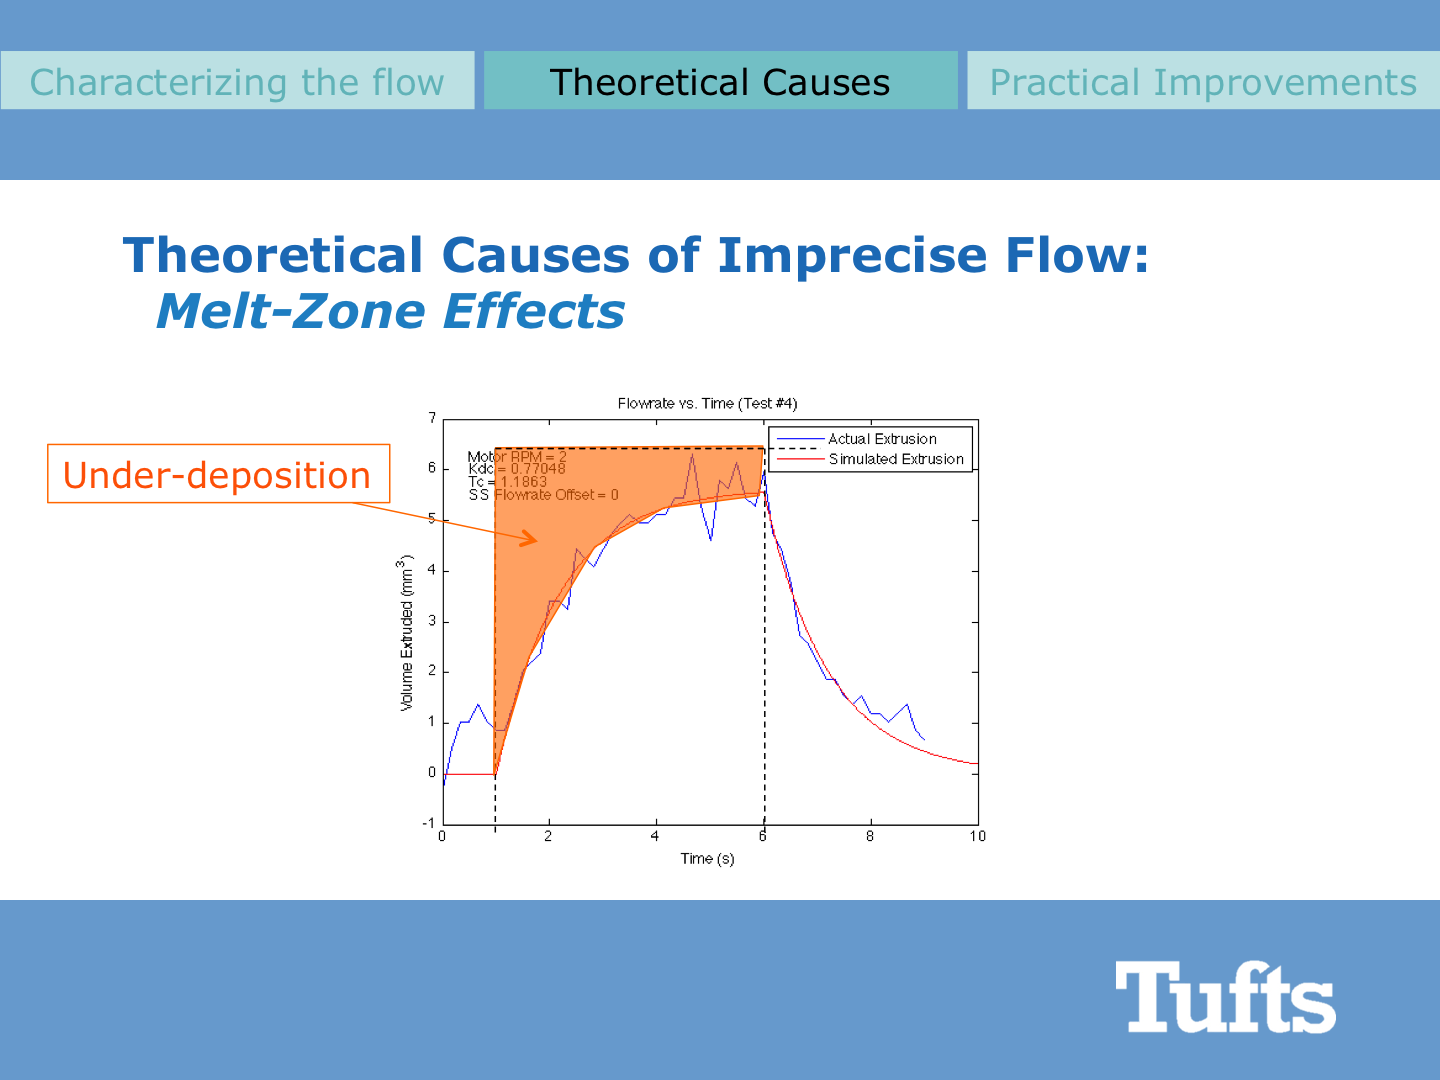 Characterizing the flow
Theoretical Causes
Practical Improvements
Theoretical Causes of Imprecise Flow:
Melt-Zone Effects
Under-deposition
Flowrate vs. Time (Test #4)
Actual Extrusion
Simulated Extrusion
Motor RPM = 2
Kdc = 0.77048
Tc = 1.1863
SS Flowrate Offset = 0
Volume Extruded (mm³)
7
6
5
4
3
2
1
0
-1
0 2 4 6 8 10
Time (s)
Tufts